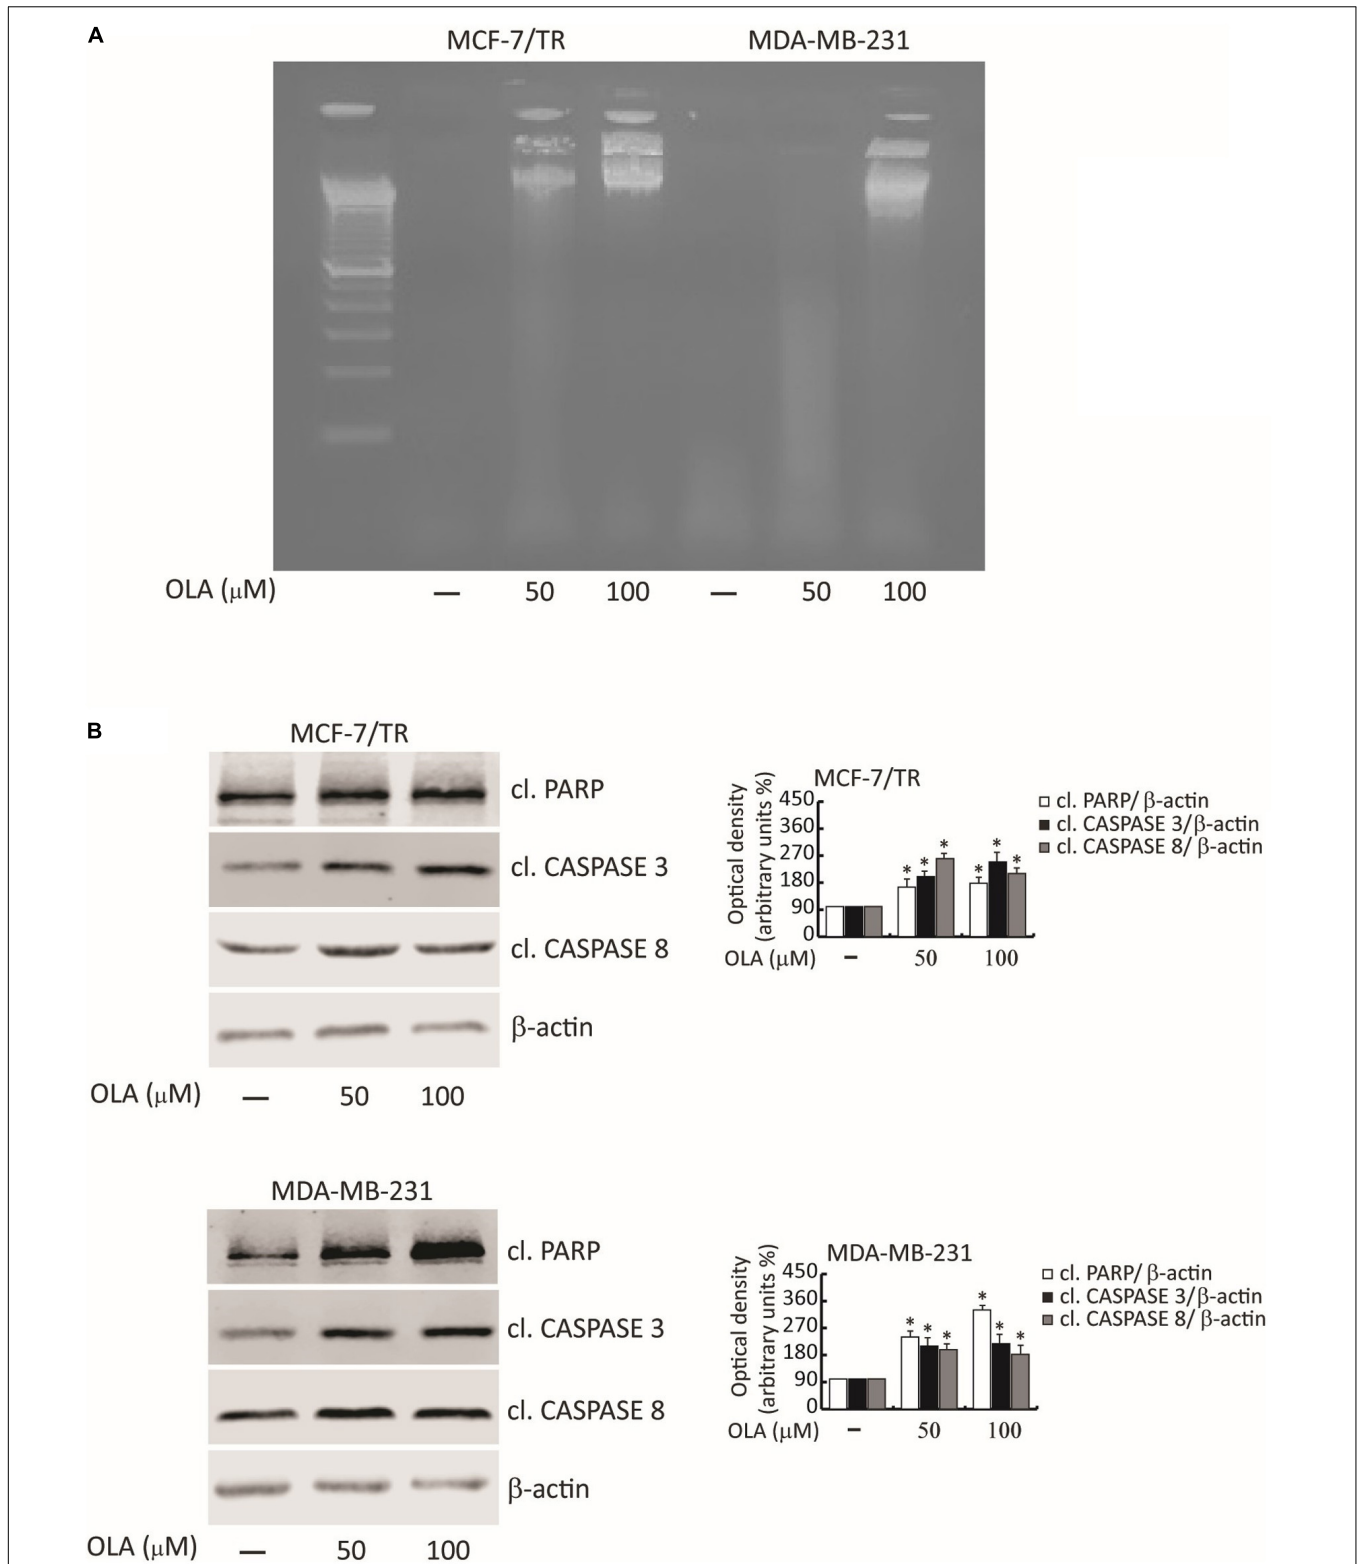 A
MCF-7/TR MDA-MB-231
OLA (μM) — 50 100 — 50 100
B
MCF-7/TR
cl. PARP
cl. CASPASE 3
cl. CASPASE 8
β-actin
OLA (μM) — 50 100
MCF-7/TR
Optical density
(arbitrary units %)
450
360
270
180
90
0
* * * * * *
OLA (μM) – 50 100
cl. PARP/ β-actin
cl. CASPASE 3/β-actin
cl. CASPASE 8/ β-actin
MDA-MB-231
cl. PARP
cl. CASPASE 3
cl. CASPASE 8
β-actin
OLA (μM) — 50 100
MDA-MB-231
Optical density
(arbitrary units %)
450
360
270
180
90
0
* * * * * *
OLA (μM) – 50 100
cl. PARP/ β-actin
cl. CASPASE 3/β-actin
cl. CASPASE 8/ β-actin